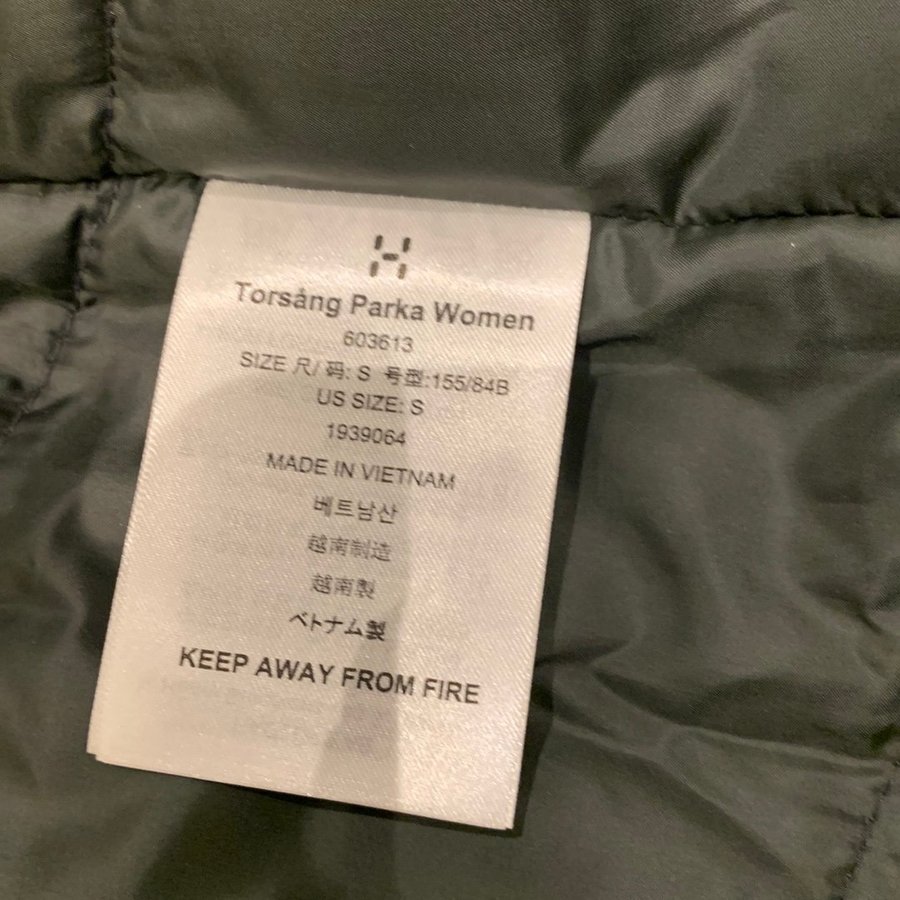 Torsång Parka Women
603613
SIZE 尺/ 码: S 号型:155/84B
US SIZE: S
1939064
MADE IN VIETNAM
베트남산
越南制造
越南製
ベトナム製
KEEP AWAY FROM FIRE